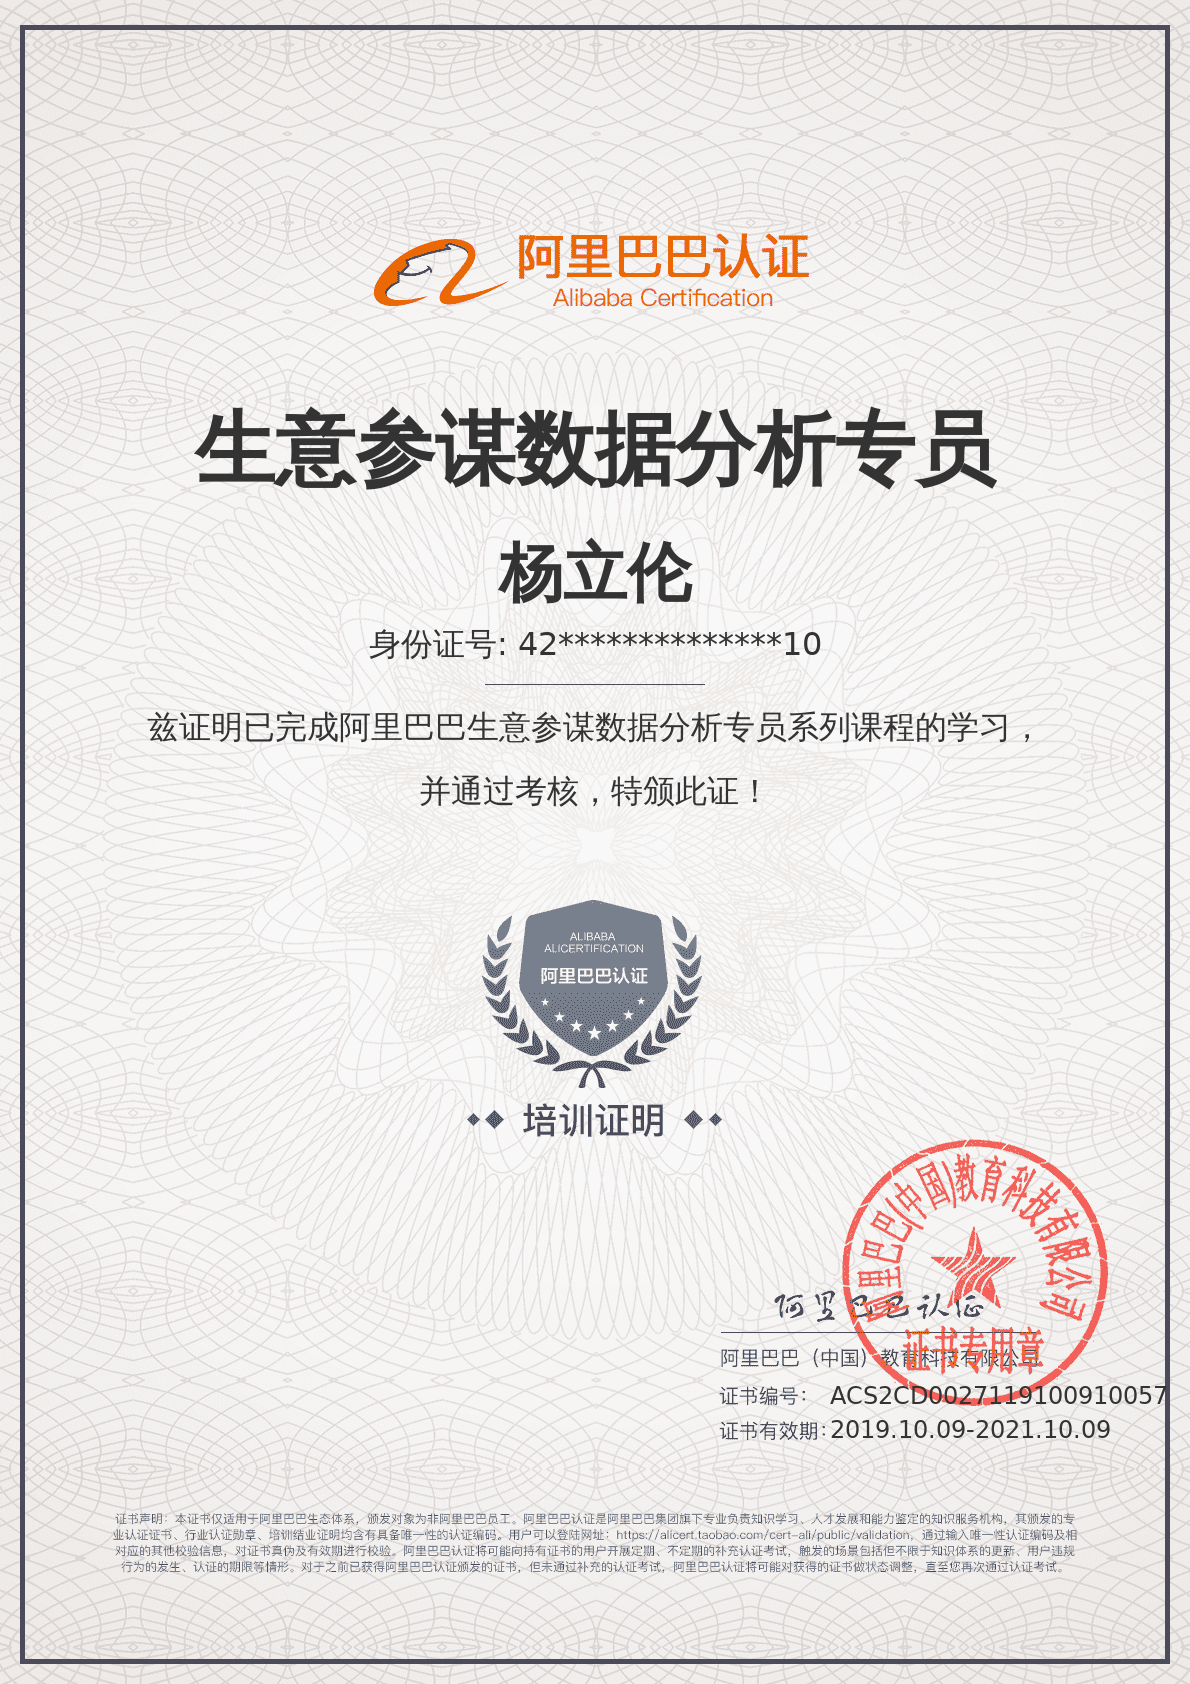 阿里巴巴认证
Alibaba Certification
生意参谋数据分析专员
杨立伦
身份证号: 42**************10
兹证明已完成阿里巴巴生意参谋数据分析专员系列课程的学习，
并通过考核，特颁此证！
ALIBABA
ALICERTIFICATION
阿里巴巴认证
培训证明
阿里巴巴(中国)教育科技有限公司
阿里巴巴认证
证书专用章
阿里巴巴（中国）教育科技有限公司
证书编号： ACS2CD0027119100910057
证书有效期：2019.10.09-2021.10.09
证书声明：本证书仅适用于阿里巴巴生态体系，颁发对象为非阿里巴巴员工。阿里巴巴认证是阿里巴巴集团旗下专业负责知识学习、人才发展和能力鉴定的知识服务机构，其颁发的专
业认证证书、行业认证勋章、培训结业证明均含有具备唯一性的认证编码。用户可以登陆网址：https://alicert.taobao.com/cert-ali/public/validation，通过输入唯一性认证编码及相
对应的其他校验信息，对证书真伪及有效期进行校验。阿里巴巴认证将可能向持有证书的用户开展定期、不定期的补充认证考试，触发的场景包括但不限于知识体系的更新、用户违规
行为的发生、认证的期限等情形。对于之前已获得阿里巴巴认证颁发的证书，但未通过补充的认证考试，阿里巴巴认证将可能对获得的证书做状态调整，直至您再次通过认证考试。